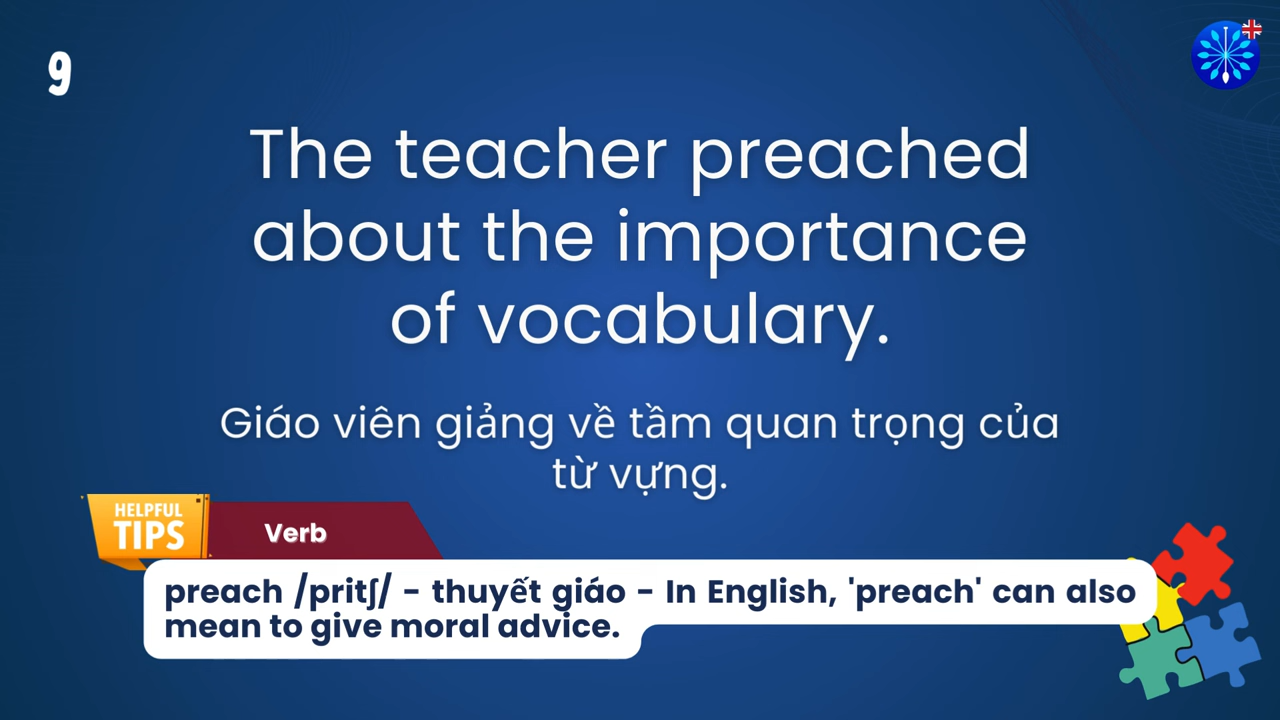 9
The teacher preached
about the importance
of vocabulary.
Giáo viên giảng về tầm quan trọng của
từ vựng.
HELPFUL
TIPS
Verb
preach /pritʃ/ - thuyết giáo - In English, 'preach' can also
mean to give moral advice.